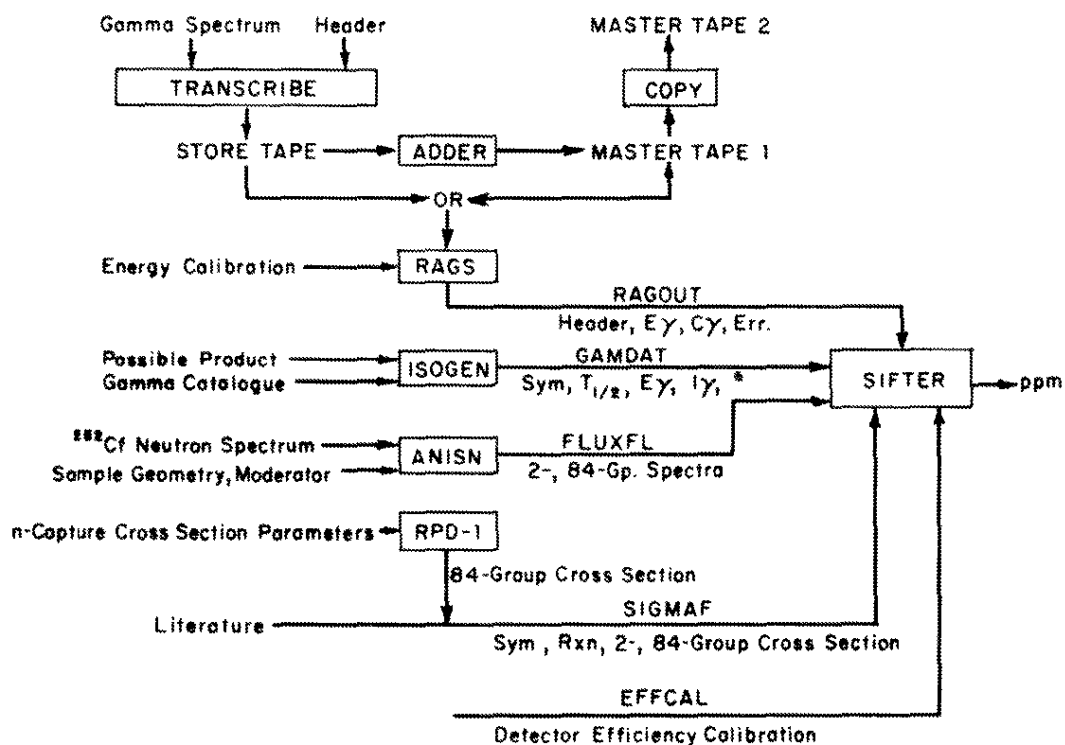 Gamma Spectrum Header
MASTER TAPE 2
TRANSCRIBE
COPY
STORE TAPE
ADDER
MASTER TAPE 1
OR
Energy Calibration
RAGS
RAGOUT
Header, Eγ, Cγ, Err.
Possible Product
Gamma Catalogue
ISOGEN
GAMDAT
Sym, T1/2, Eγ, Iγ, *
SIFTER
ppm
252Cf Neutron Spectrum
Sample Geometry, Moderator
ANISN
FLUXFL
2-, 84-Gp. Spectra
n-Capture Cross Section Parameters
RPD-1
84-Group Cross Section
Literature
SIGMAF
Sym, Rxn, 2-, 84-Group Cross Section
EFFCAL
Detector Efficiency Calibration